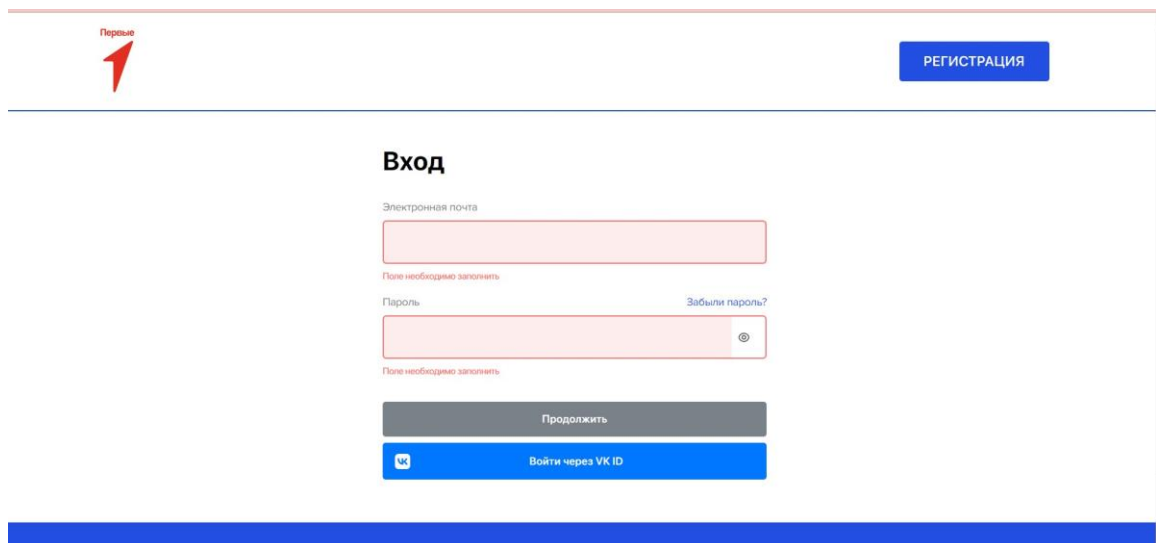 Первые
РЕГИСТРАЦИЯ
Вход
Электронная почта
Поле необходимо заполнить
Пароль Забыли пароль?
Поле необходимо заполнить
Продолжить
Войти через VK ID